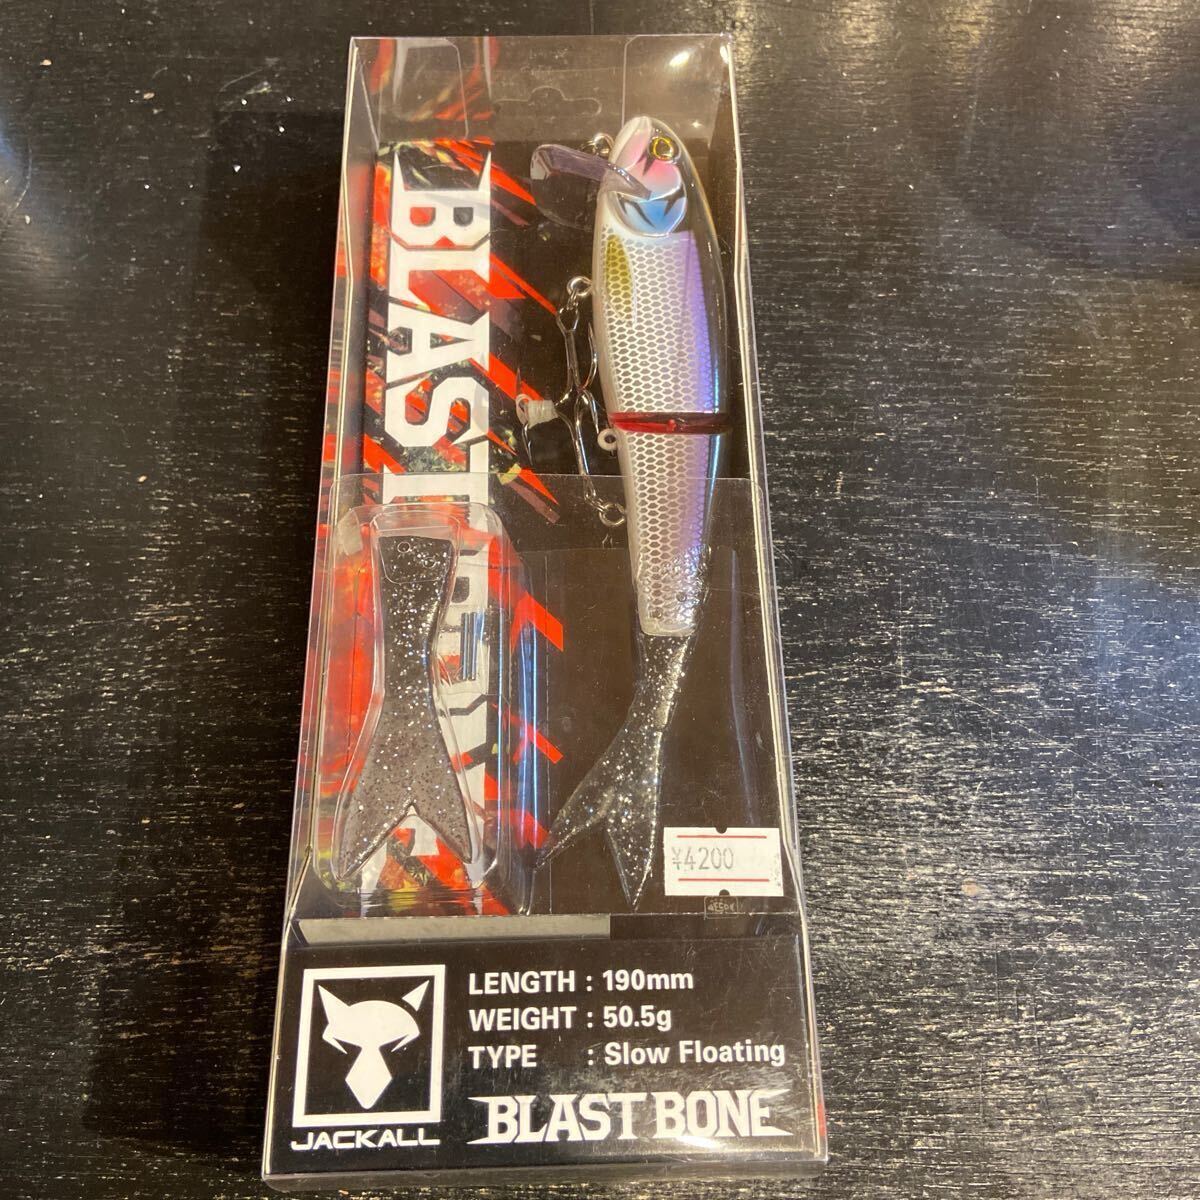 BLAST
¥4200
LENGTH : 190mm
WEIGHT : 50.5g
TYPE : Slow Floating
JACKALL
BLAST BONE